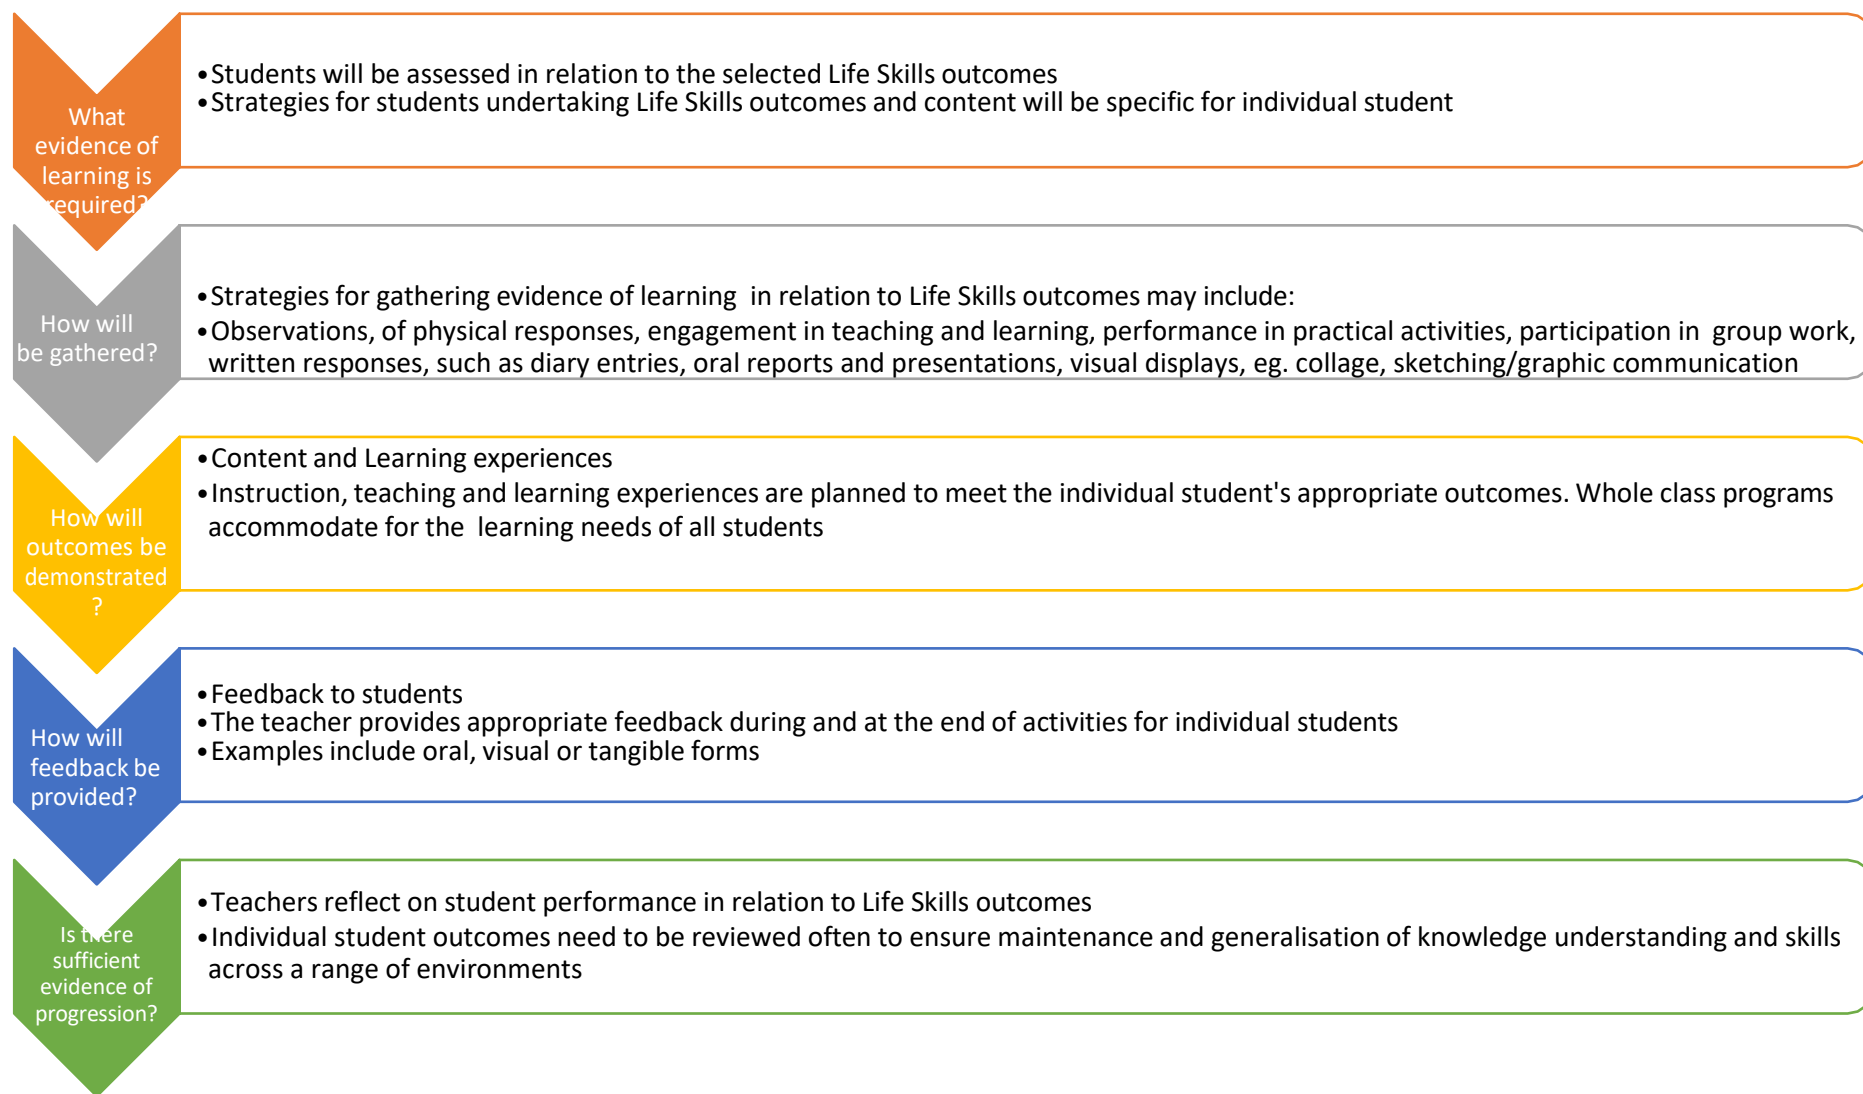 What
evidence of
learning is
required?
•Students will be assessed in relation to the selected Life Skills outcomes
•Strategies for students undertaking Life Skills outcomes and content will be specific for individual student
How will
be gathered?
•Strategies for gathering evidence of learning in relation to Life Skills outcomes may include:
•Observations, of physical responses, engagement in teaching and learning, performance in practical activities, participation in group work,
written responses, such as diary entries, oral reports and presentations, visual displays, eg. collage, sketching/graphic communication
How will
outcomes be
demonstrated
?
•Content and Learning experiences
•Instruction, teaching and learning experiences are planned to meet the individual student's appropriate outcomes. Whole class programs
accommodate for the learning needs of all students
How will
feedback be
provided?
•Feedback to students
•The teacher provides appropriate feedback during and at the end of activities for individual students
•Examples include oral, visual or tangible forms
Is there
sufficient
evidence of
progression?
•Teachers reflect on student performance in relation to Life Skills outcomes
•Individual student outcomes need to be reviewed often to ensure maintenance and generalisation of knowledge understanding and skills
across a range of environments